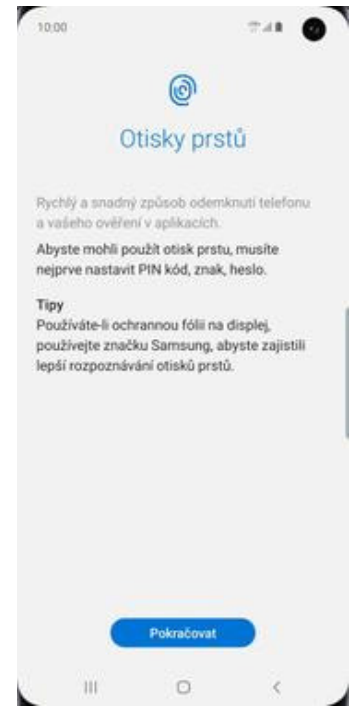 10:00
Otisky prstů
Rychlý a snadný způsob odemknutí telefonu
a vašeho ověření v aplikacích.
Abyste mohli použít otisk prstu, musíte
nejprve nastavit PIN kód, znak, heslo.
Tipy
Používáte-li ochrannou fólii na displej,
používejte značku Samsung, abyste zajistili
lepší rozpoznávání otisků prstů.
Pokračovat